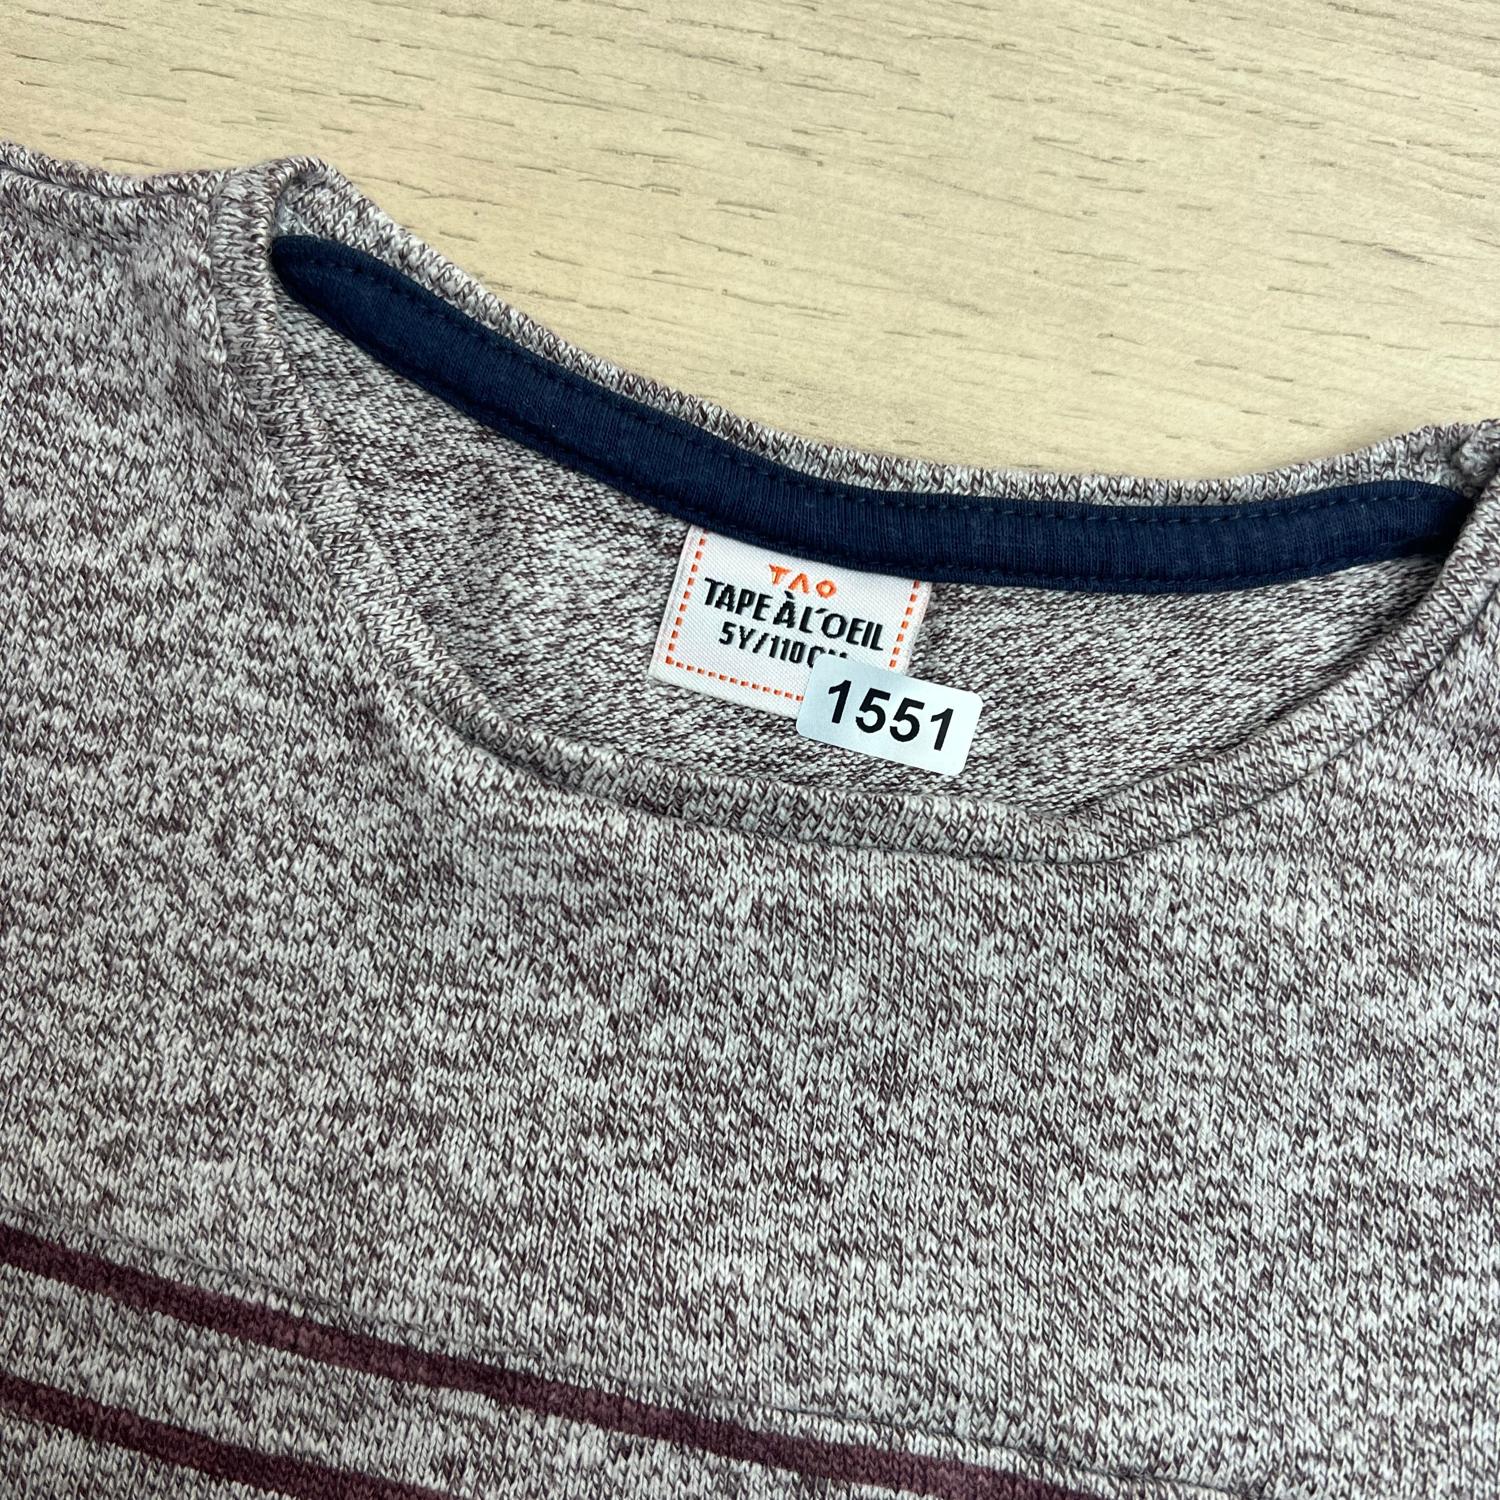 TAO
TAPE À L'OEIL
5Y/110
1551